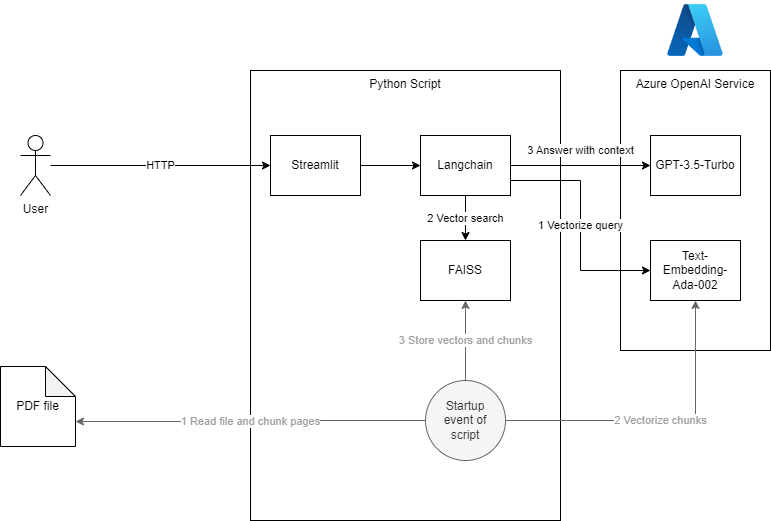 Python Script
Azure OpenAI Service
3 Answer with context
HTTP
Streamlit
Langchain
GPT-3.5-Turbo
User
2 Vector search
1 Vectorize query
FAISS
Text-
Embedding-
Ada-002
3 Store vectors and chunks
PDF file
Startup
event of
script
1 Read file and chunk pages
2 Vectorize chunks